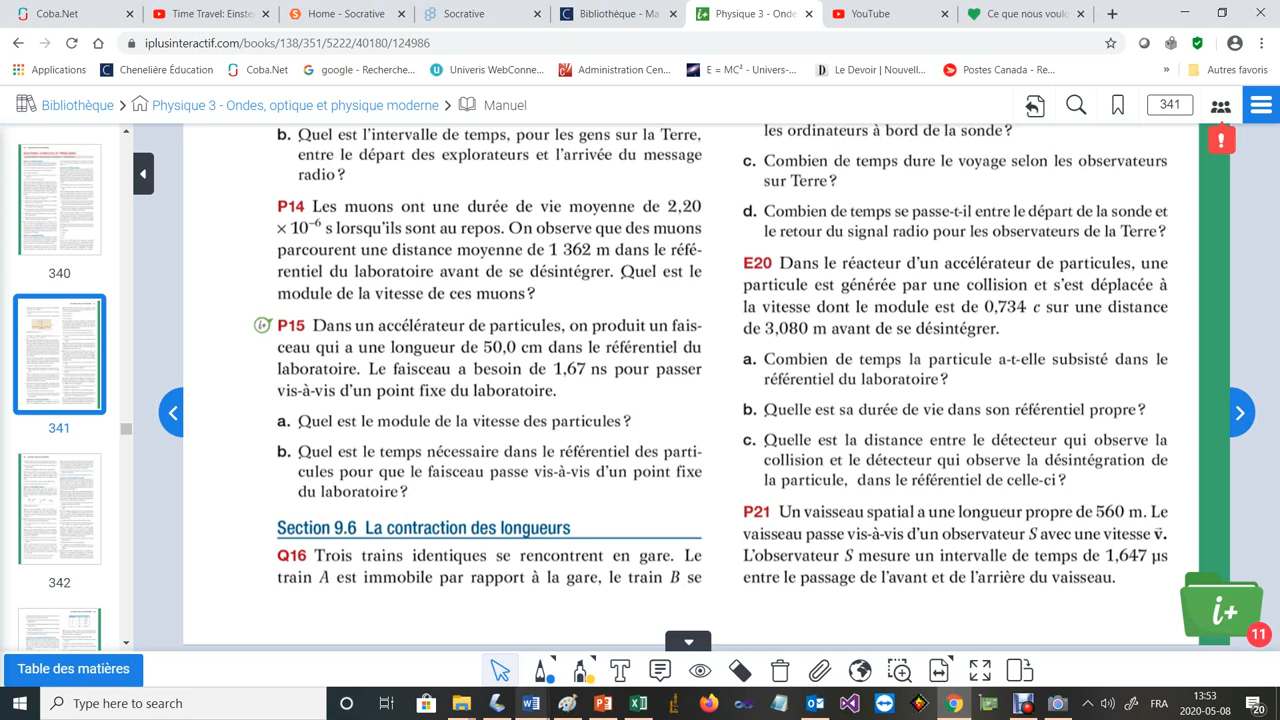 Coba.Net
Time Travel: Einste
Socrative
Bibliothèque - Ma
Physique 3 - Ond
YouTube
Ce que nous
iplusinteractif.com/books/138/351/5222/40180/124986
Applications
Chenelière Éducation
Coba.Net
google - Recherche...
Omnivox WebConne...
Administration Cen...
E = MC² - Univers-...
Le Devoir | Nouvell...
Postes Canada - Re...
»
Autres favoris
Bibliothèque
Physique 3 - Ondes, optique et physique moderne
Manuel
341
340
341
342
b. Quel est l'intervalle de temps, pour les gens sur la Terre,
entre le départ des explorateurs et l'arrivée du message
radio ?
P14 Les muons ont une durée de vie moyenne de 2.20
s lorsqu'ils sont au repos. On observe que des muons
parcourent une distance moyenne de 1 362 m dans le réfé-
rentiel du laboratoire avant de se désintégrer. Quel est le
module de la vitesse de ces muons ?
P15 Dans un accélérateur de particules, on produit un fais-
ceau qui a une longueur de 50,0 cm dans le référentiel du
laboratoire. Le faisceau a besoin de 1,67 ns pour passer
vis-à-vis d'un point fixe du laboratoire.
a. Quel est le module de la vitesse des particules ?
b. Quel est le temps requis dans le référentiel des parti-
cules pour que le faisceau passe vis-à-vis d'un point fixe
du laboratoire ?
Section 9.6 La contraction des longueurs
Q16 Trois trains identiques se rencontrent en gare. Le
train A est immobile par rapport à la gare, le train B se
les ordinateurs à bord de la sonde ?
c. Combien de temps dure le voyage selon les observateurs
sur Terre ?
d. Combien de temps se passe-t-il entre le départ de la sonde et
le retour du signal radio pour les observateurs de la Terre ?
E20 Dans le réacteur d'un accélérateur de particules, une
particule est générée par une collision et s'est déplacée à
la vitesse dont le module est de 0,734 c sur une distance
de 3,080 m avant de se désintégrer.
a. Combien de temps la particule a-t-elle subsisté dans le
référentiel du laboratoire ?
b. Quelle est sa durée de vie dans son référentiel propre ?
c. Quelle est la distance entre le détecteur qui observe la
collision et le détecteur qui observe la désintégration de
la particule, dans le référentiel de celle-ci ?
P21 Un vaisseau spatial a une longueur propre de 560 m. Le
vaisseau passe vis-à-vis d'un observateur S avec une vitesse v.
L'observateur S mesure un intervalle de temps de 1,647 µs
entre le passage de l'avant et de l'arrière du vaisseau.
i+
11
Table des matières
Type here to search
FRA
13:53
2020-05-08
20